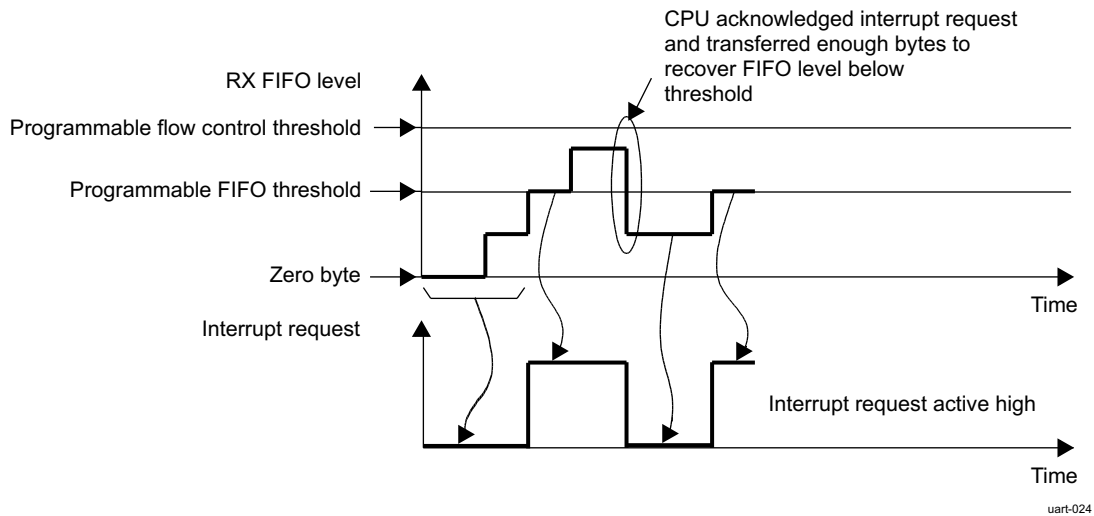 CPU acknowledged interrupt request
and transferred enough bytes to
recover FIFO level below
threshold
RX FIFO level
Programmable flow control threshold
Programmable FIFO threshold
Zero byte
Time
Interrupt request
Interrupt request active high
Time
uart-024